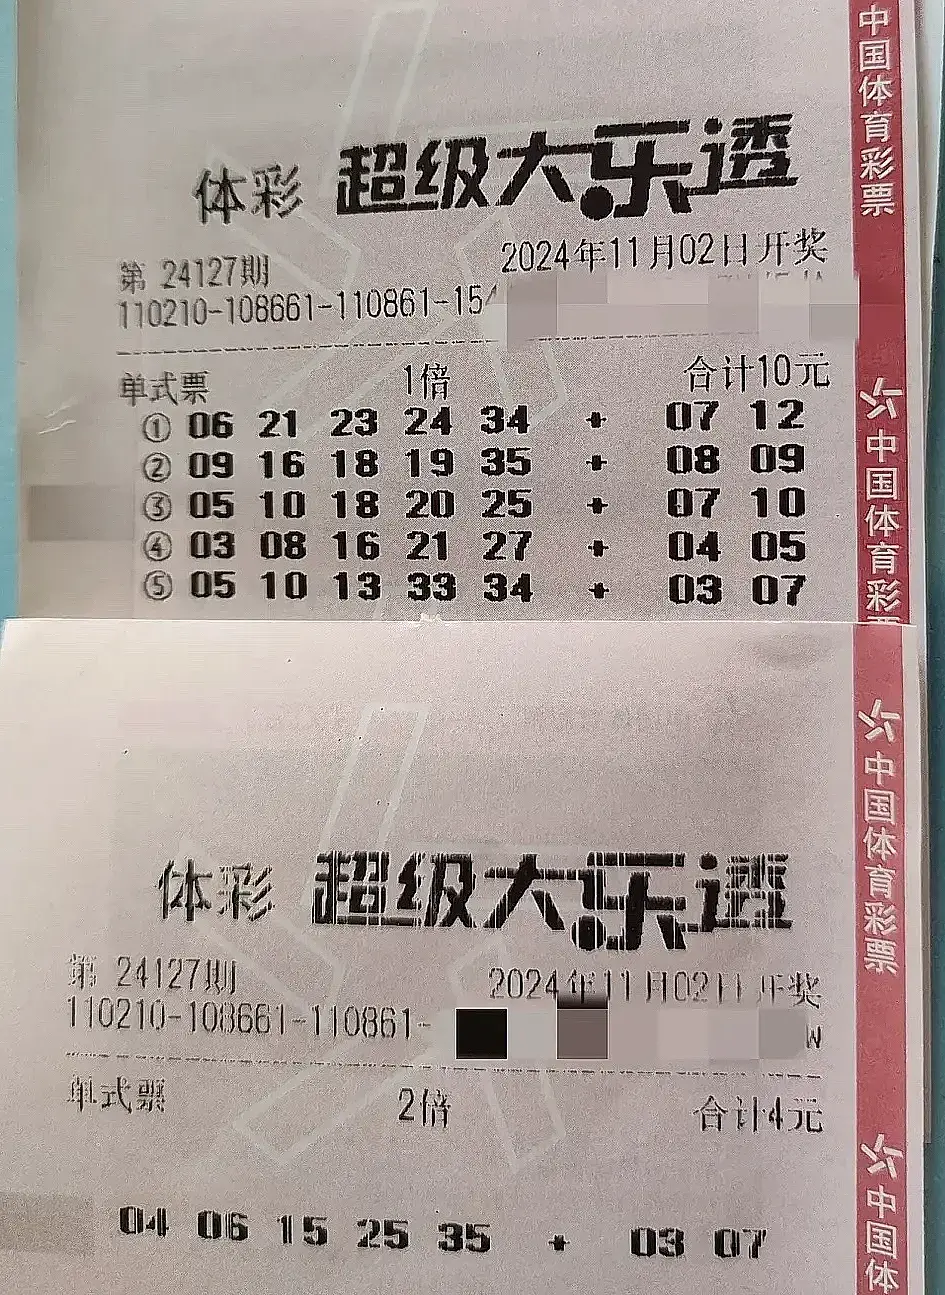 体彩 超级大乐透
第 24127期 2024年11月02日开奖
110210-108661-110861-15
单式票 1倍 合计10元
① 06 21 23 24 34 + 07 12
② 09 16 18 19 35 + 08 09
③ 05 10 18 20 25 + 07 10
④ 03 08 16 21 27 + 04 05
⑤ 05 10 13 33 34 + 03 07
中国体育彩票
中国体育彩票
体彩 超级大乐透
第 24127期 2024年11月02日开奖
110210-108661-110861- W
单式票 2倍 合计4元
04 06 15 25 35 + 03 07
中国体育彩票
中国体